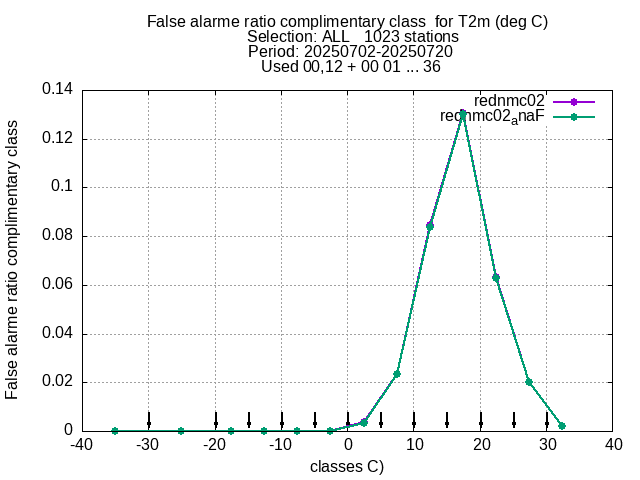 False alarme ratio complimentary class  for T2m (deg C)
Selection: ALL   1023 stations
Period: 20250702-20250720
Used 00,12 + 00 01 ... 36
rednmc02
rednmc02anaF
False alarme ratio complimentary class
0.14
0.12
0.1
0.08
0.06
0.04
0.02
0
-40 -30 -20 -10 0 10 20 30 40
classes C)